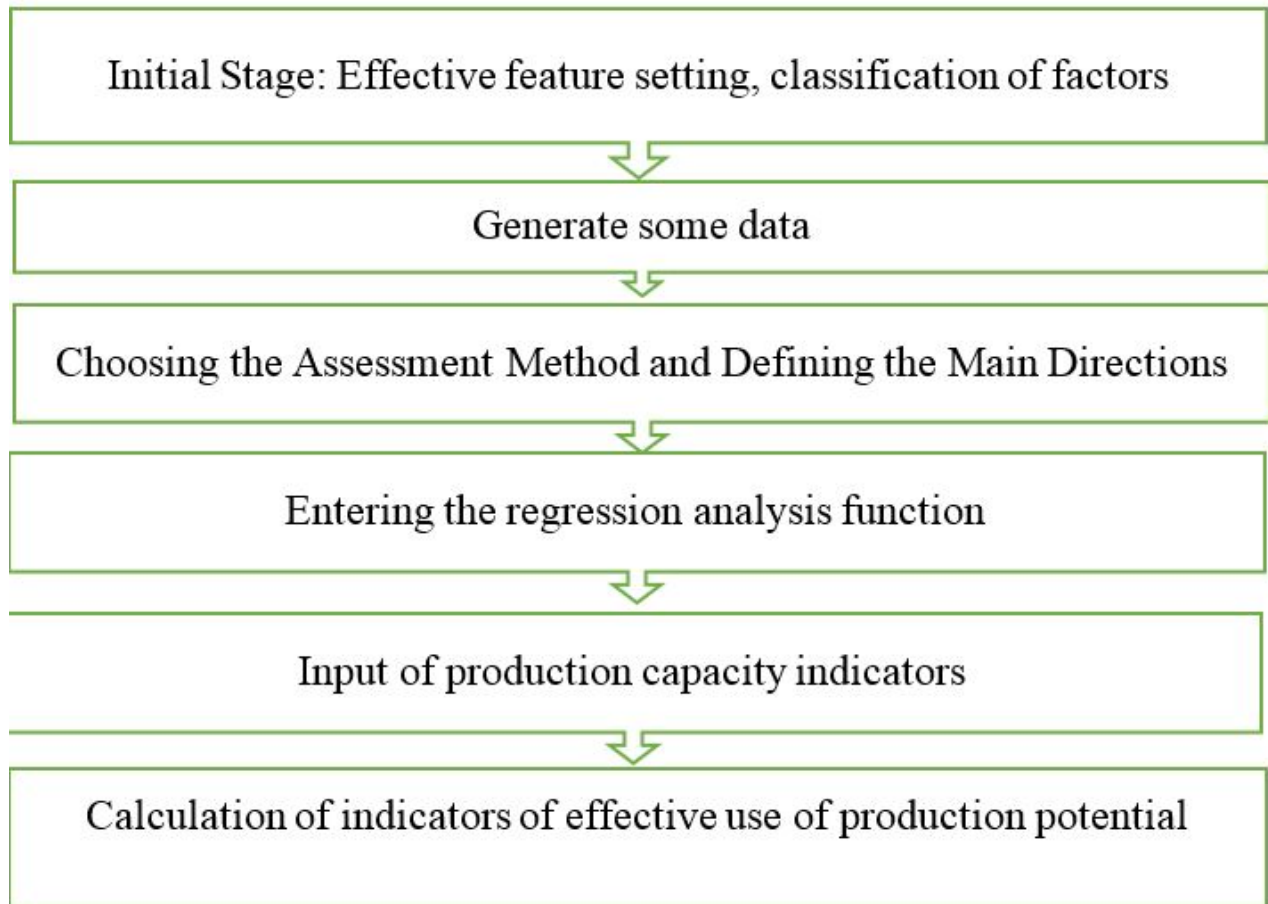 Initial Stage: Effective feature setting, classification of factors
Generate some data
Choosing the Assessment Method and Defining the Main Directions
Entering the regression analysis function
Input of production capacity indicators
Calculation of indicators of effective use of production potential